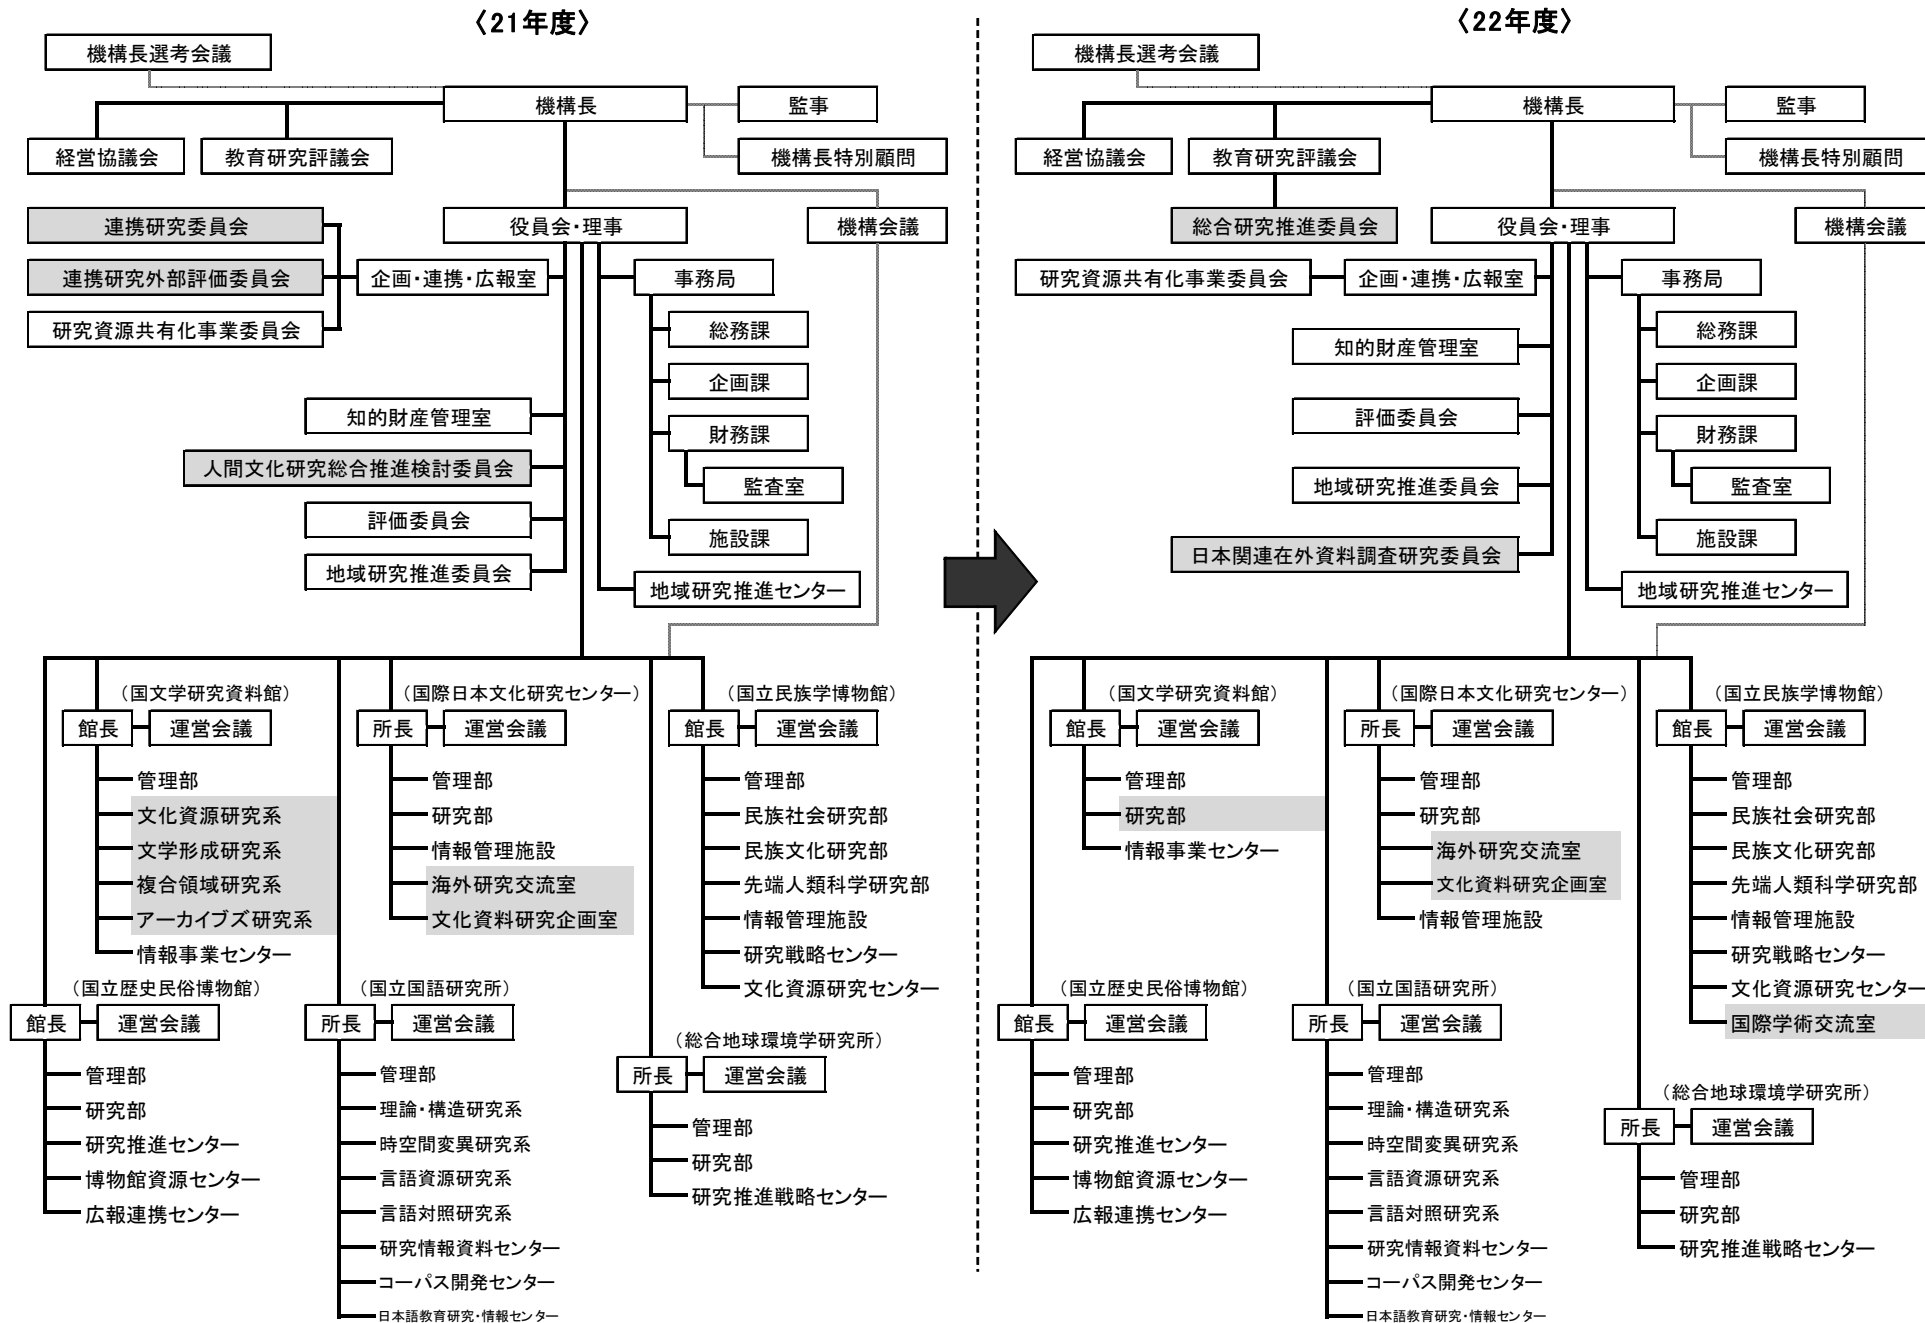 〈21年度〉
機構長選考会議
機構長
監事
経営協議会
教育研究評議会
機構長特別顧問
連携研究委員会
役員会・理事
機構会議
連携研究外部評価委員会
企画・連携・広報室
事務局
研究資源共有化事業委員会
総務課
企画課
知的財産管理室
財務課
人間文化研究総合推進検討委員会
監査室
評価委員会
施設課
地域研究推進委員会
地域研究推進センター
（国文学研究資料館）
館長
運営会議
管理部
文化資源研究系
文学形成研究系
複合領域研究系
アーカイブズ研究系
情報事業センター
（国際日本文化研究センター）
所長
運営会議
管理部
研究部
情報管理施設
海外研究交流室
文化資料研究企画室
（国立民族学博物館）
館長
運営会議
管理部
民族社会研究部
民族文化研究部
先端人類科学研究部
情報管理施設
研究戦略センター
文化資源研究センター
（国立歴史民俗博物館）
館長
運営会議
管理部
研究部
研究推進センター
博物館資源センター
広報連携センター
（国立国語研究所）
所長
運営会議
管理部
理論・構造研究系
時空間変異研究系
言語資源研究系
言語対照研究系
研究情報資料センター
コーパス開発センター
日本語教育研究・情報センター
（総合地球環境学研究所）
所長
運営会議
管理部
研究部
研究推進戦略センター
〈22年度〉
機構長選考会議
機構長
監事
経営協議会
教育研究評議会
機構長特別顧問
総合研究推進委員会
役員会・理事
機構会議
研究資源共有化事業委員会
企画・連携・広報室
事務局
総務課
知的財産管理室
企画課
評価委員会
財務課
地域研究推進委員会
監査室
施設課
日本関連在外資料調査研究委員会
地域研究推進センター
（国文学研究資料館）
館長
運営会議
管理部
研究部
情報事業センター
（国際日本文化研究センター）
所長
運営会議
管理部
研究部
海外研究交流室
文化資料研究企画室
情報管理施設
（国立民族学博物館）
館長
運営会議
管理部
民族社会研究部
民族文化研究部
先端人類科学研究部
情報管理施設
研究戦略センター
文化資源研究センター
国際学術交流室
（国立歴史民俗博物館）
館長
運営会議
管理部
研究部
研究推進センター
博物館資源センター
広報連携センター
（国立国語研究所）
所長
運営会議
管理部
理論・構造研究系
時空間変異研究系
言語資源研究系
言語対照研究系
研究情報資料センター
コーパス開発センター
日本語教育研究・情報センター
（総合地球環境学研究所）
所長
運営会議
管理部
研究部
研究推進戦略センター